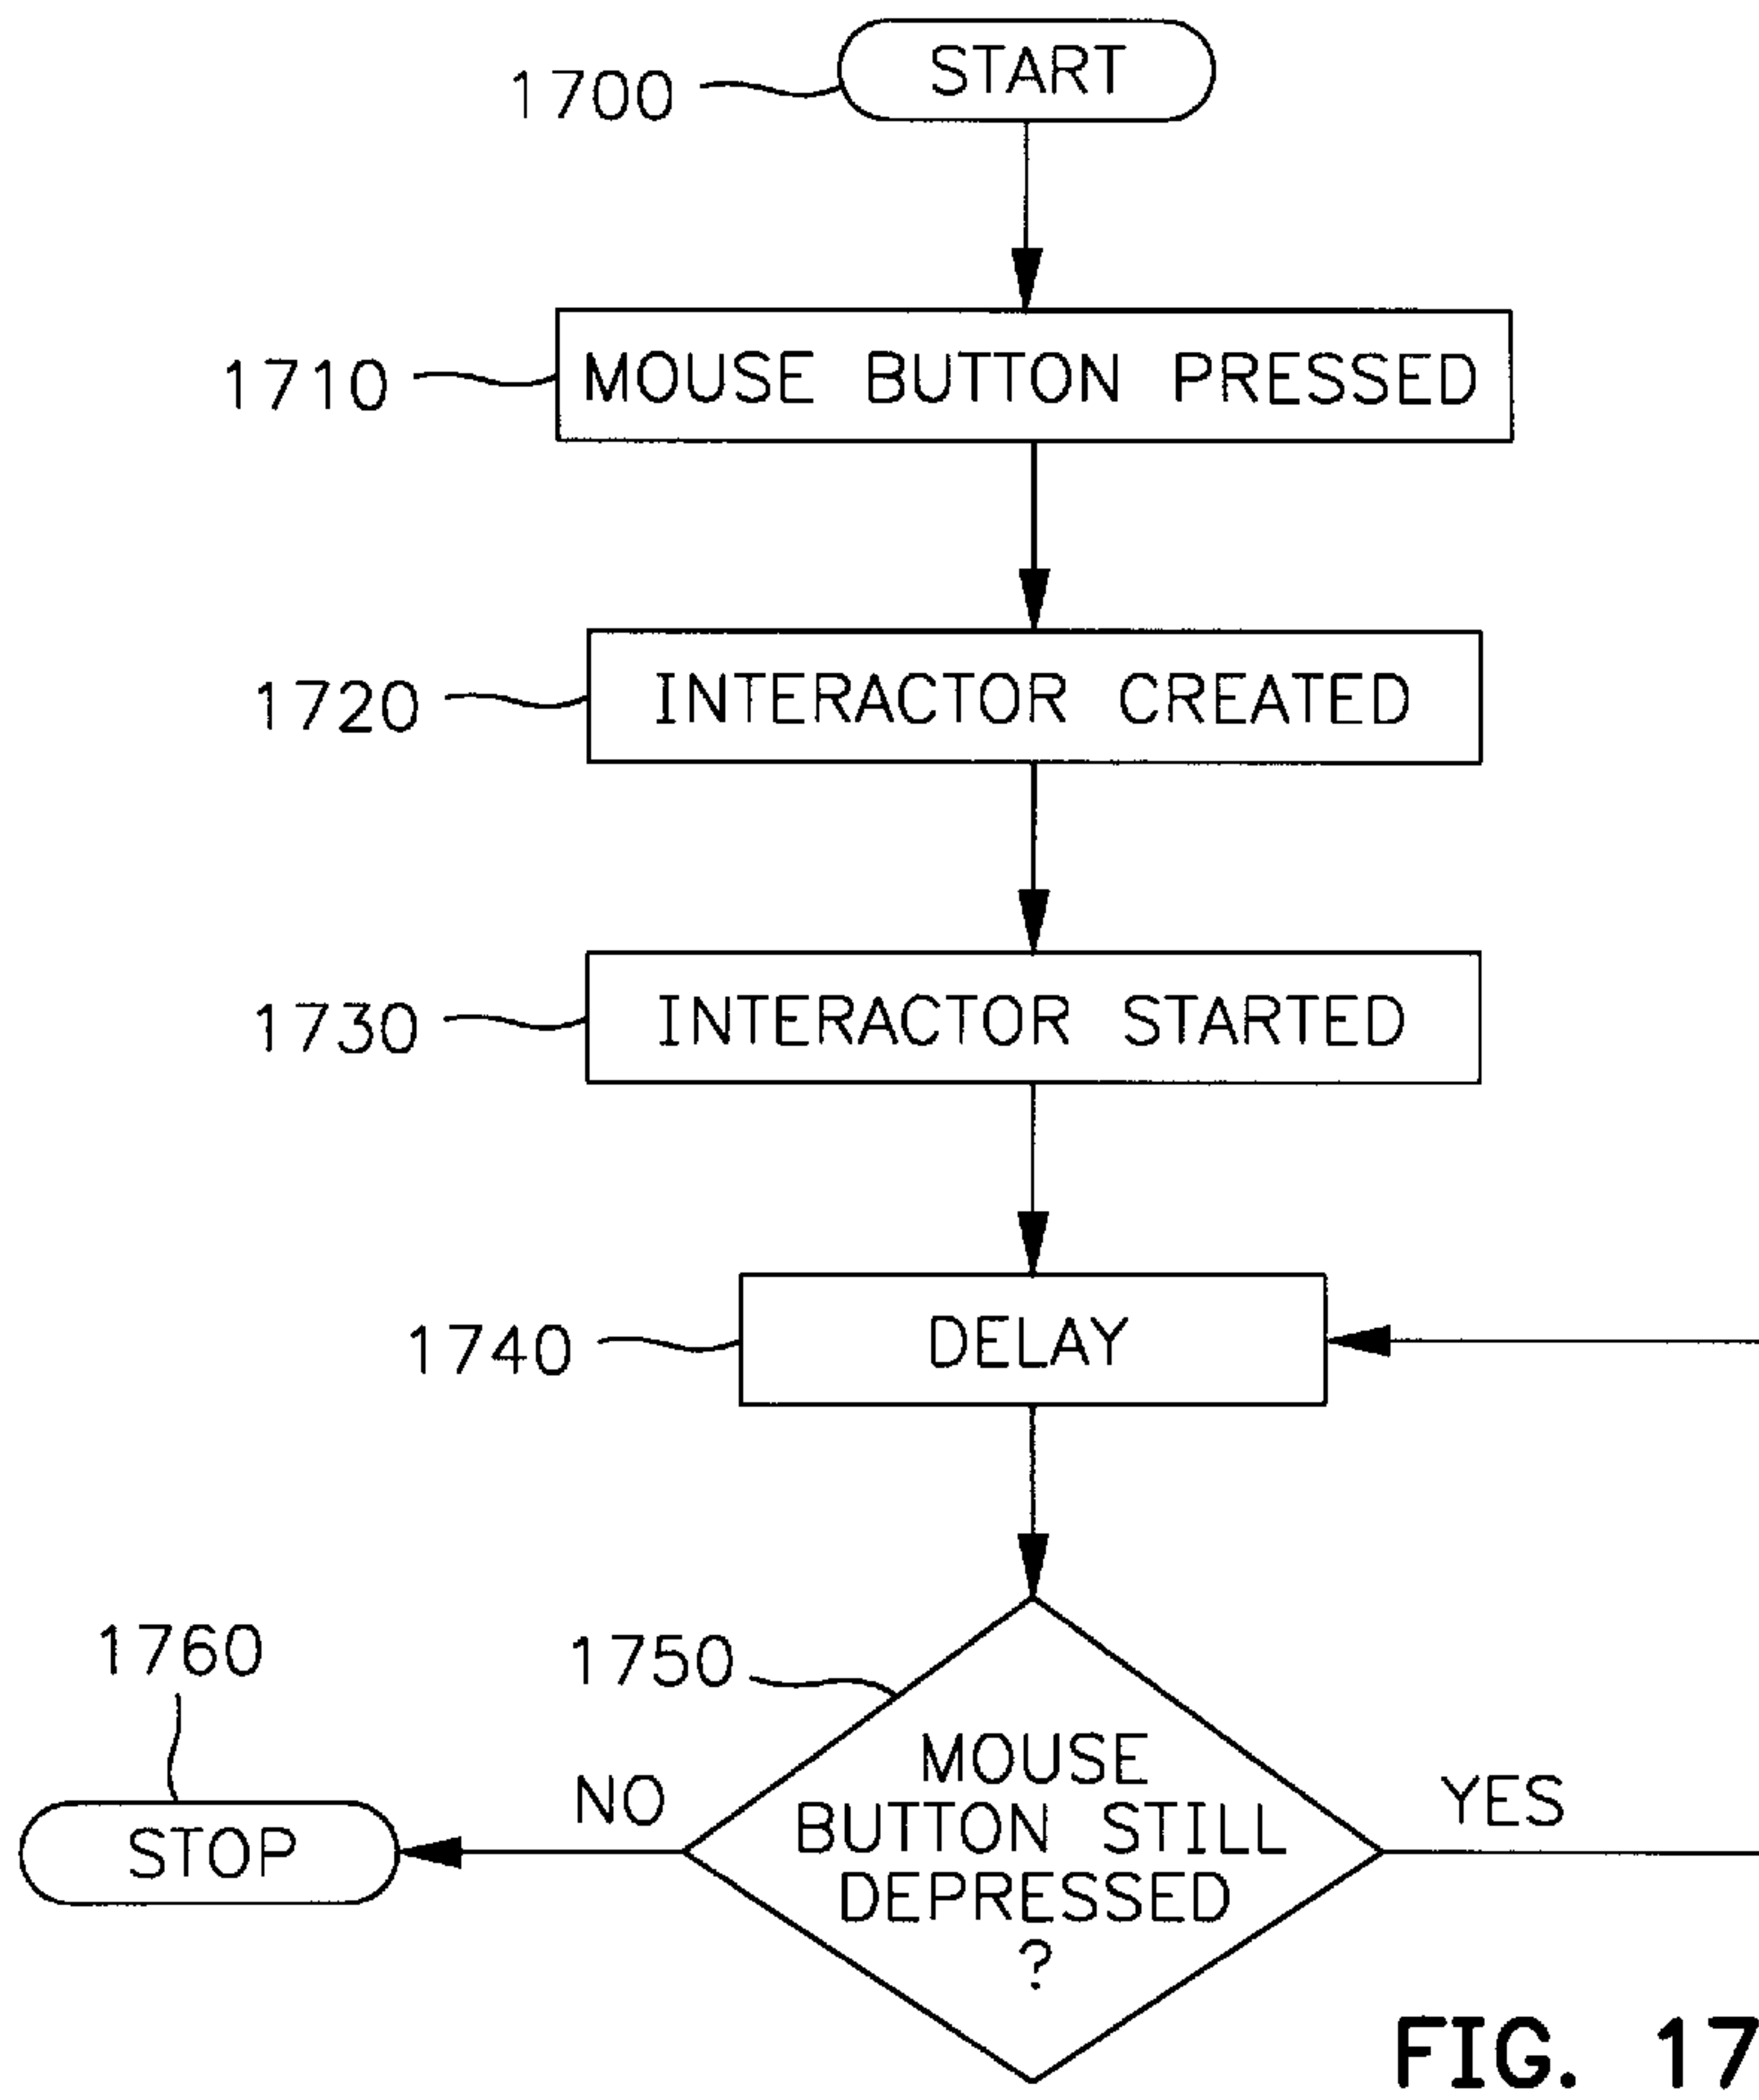 1700
START
1710
MOUSE BUTTON PRESSED
1720
INTERACTOR CREATED
1730
INTERACTOR STARTED
1740
DELAY
1760
1750
STOP
NO
MOUSE
BUTTON STILL
DEPRESSED
?
YES
FIG. 17